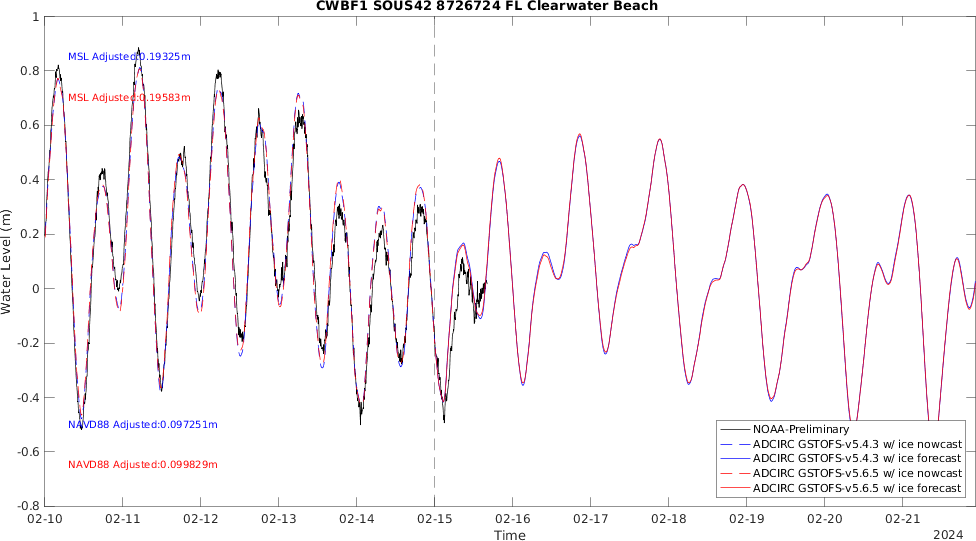 CWBF1 SOUS42 8726724 FL Clearwater Beach
Water Level (m)
1
0.8
0.6
0.4
0.2
0
-0.2
-0.4
-0.6
-0.8
MSL Adjusted:0.19325m
MSL Adjusted:0.19583m
NAVD88 Adjusted:0.097251m
NAVD88 Adjusted:0.099829m
NOAA-Preliminary
ADCIRC GSTOFS-v5.4.3 w/ ice nowcast
ADCIRC GSTOFS-v5.4.3 w/ ice forecast
ADCIRC GSTOFS-v5.6.5 w/ ice nowcast
ADCIRC GSTOFS-v5.6.5 w/ ice forecast
02-10 02-11 02-12 02-13 02-14 02-15 02-16 02-17 02-18 02-19 02-20 02-21
Time
2024